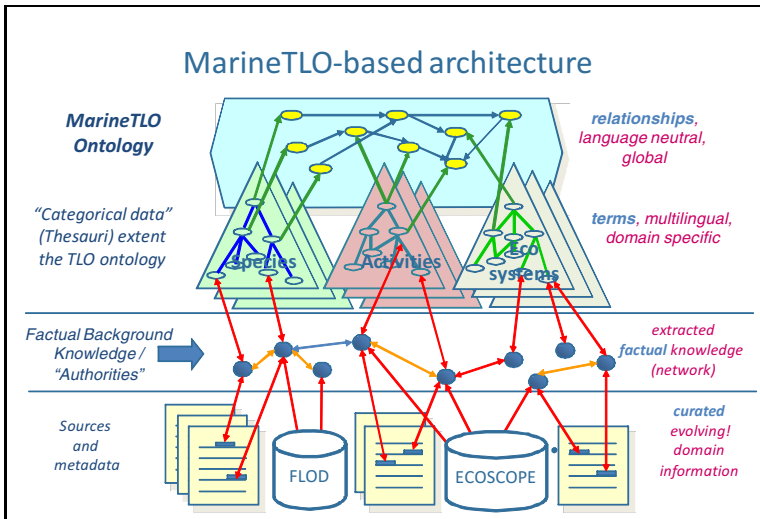 MarineTLO-based architecture
MarineTLO
Ontology
relationships,
language neutral,
global
“Categorical data”
(Thesauri) extent
the TLO ontology
Species
Activities
Eco
systems
terms, multilingual,
domain specific
Factual Background
Knowledge /
“Authorities”
extracted
factual knowledge
(network)
Sources
and
metadata
FLOD
ECOSCOPE
curated
evolving!
domain
information